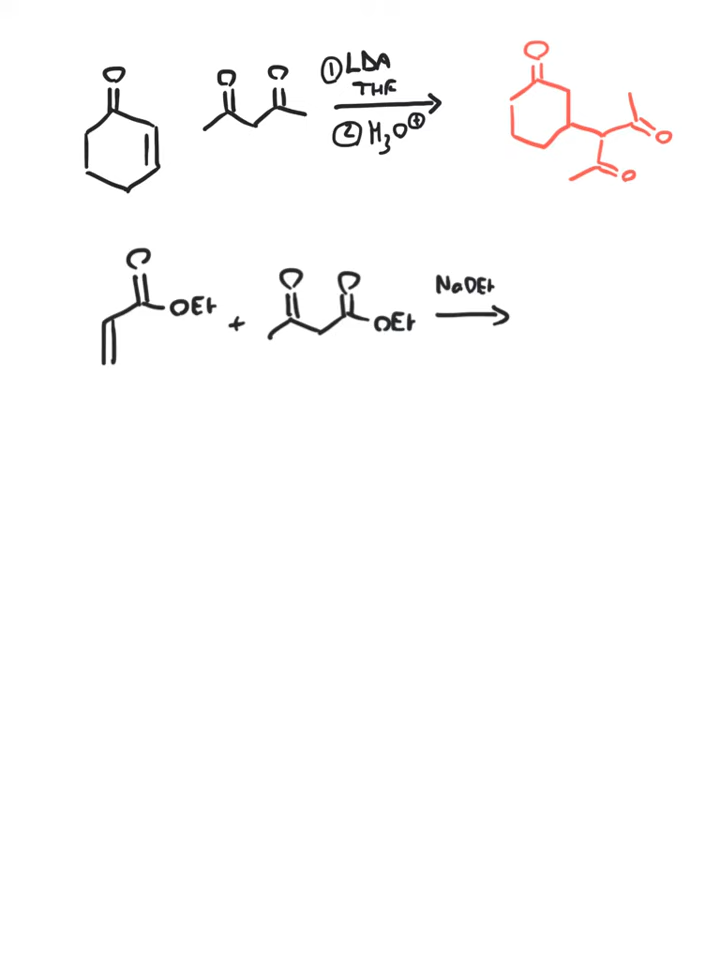 O O O ① LDA THF O
② H₃O⊕ O
O
O O O NaOEt
OEt + OEt